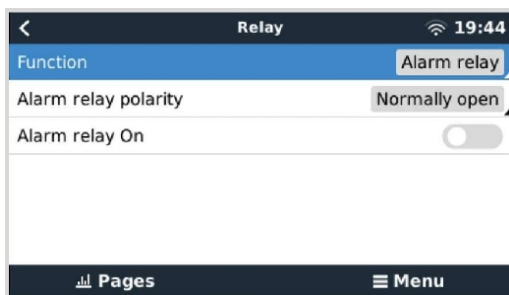 Relay 19:44
Function Alarm relay
Alarm relay polarity Normally open
Alarm relay On
Pages Menu